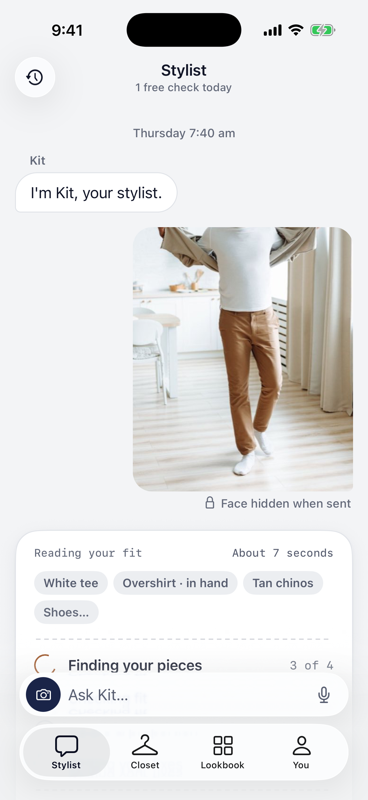 9:41
Stylist
1 free check today
Thursday 7:40 am
Kit
I'm Kit, your stylist.
Face hidden when sent
Reading your fit About 7 seconds
White tee Overshirt · in hand Tan chinos
Shoes...
Finding your pieces 3 of 4
Ask Kit...
Stylist Closet Lookbook You